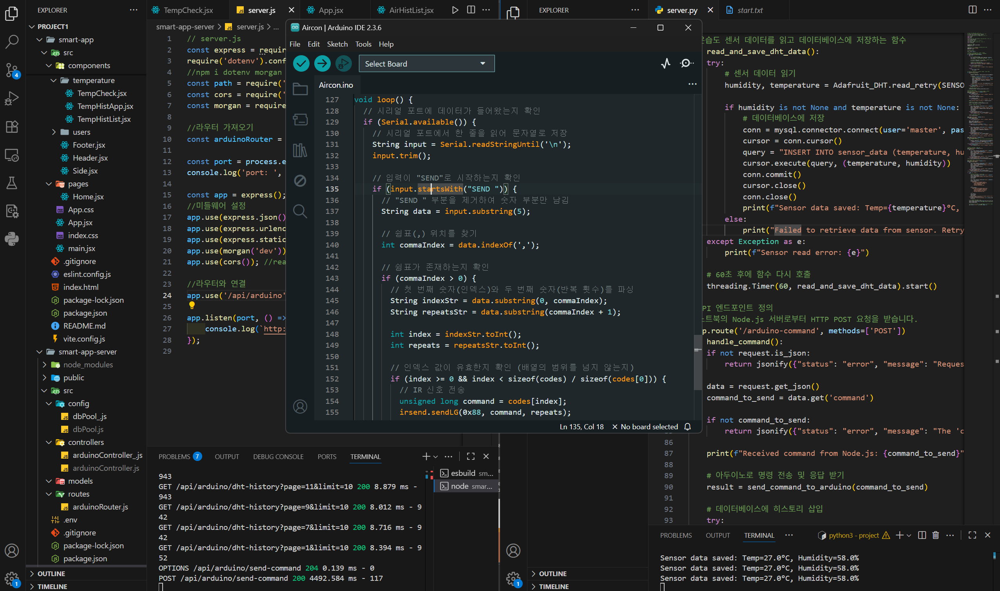 EXPLORER
PROJECT1
smart-app
src
components
temperature
TempCheck.jsx
TempHistApp.jsx
TempHistList.jsx
users
Footer.jsx
Header.jsx
Side.jsx
pages
Home.jsx
App.css
App.jsx
index.css
main.jsx
.gitignore
eslint.config.js
index.html
package-lock.json
package.json
README.md
vite.config.js
smart-app-server
node_modules
public
src
config
dbPool_.js
dbPool.js
controllers
arduinoController_.js
arduinoController.js
models
routes
arduinoRouter.js
.env
.gitignore
package-lock.json
package.json
OUTLINE
TIMELINE
4
1
TempCheck.jsx server.js App.jsx AirHistList.jsx
smart-app-server > server.js > ...
1 // server.js
2 const express = requir
3 require('dotenv').conf
4 //npm i dotenv morgan
5 const path = require('
6 const cors = require('
7 const morgan = require
8
9 //라우터 가져오기
10 const arduinoRouter =
11
12 const port = process.e
13 console.log('port: ',
14
15 const app = express();
16 //미들웨어 설정
17 app.use(express.json()
18 app.use(express.urlenc
19 app.use(express.static
20 app.use(morgan('dev'))
21 app.use(cors()); //rea
22
23 //라우터와 연결
24 app.use('/api/arduino'
25
26 app.listen(port, () =>
27 console.log(`http:
28 });
29
PROBLEMS 7 OUTPUT DEBUG CONSOLE PORTS TERMINAL
943
GET /api/arduino/dht-history?page=11&limit=10 200 8.879 ms -
943
GET /api/arduino/dht-history?page=9&limit=10 200 8.012 ms - 9
42
GET /api/arduino/dht-history?page=7&limit=10 200 8.716 ms - 9
42
GET /api/arduino/dht-history?page=1&limit=10 200 8.394 ms - 9
52
OPTIONS /api/arduino/send-command 204 0.139 ms - 0
POST /api/arduino/send-command 200 4492.584 ms - 117
esbuild sm...
node smar...
Aircon | Arduino IDE 2.3.6
File Edit Sketch Tools Help
Select Board
Aircon.ino
127 void loop() {
128 // 시리얼 포트에 데이터가 들어왔는지 확인
129 if (Serial.available()) {
130 // 시리얼 포트에서 한 줄을 읽어 문자열로 저장
131 String input = Serial.readStringUntil('\n');
132 input.trim();
133
134 // 입력이 "SEND"로 시작하는지 확인
135 if (input.startsWith("SEND ")) {
136 // "SEND " 부분을 제거하여 숫자 부분만 남김
137 String data = input.substring(5);
138
139 // 쉼표(,) 위치를 찾기
140 int commaIndex = data.indexOf(',');
141
142 // 쉼표가 존재하는지 확인
143 if (commaIndex > 0) {
144 // 첫 번째 숫자(인덱스)와 두 번째 숫자(반복 횟수)를 파싱
145 String indexStr = data.substring(0, commaIndex);
146 String repeatsStr = data.substring(commaIndex + 1);
147
148 int index = indexStr.toInt();
149 int repeats = repeatsStr.toInt();
150
151 // 인덱스 값이 유효한지 확인 (배열의 범위를 넘지 않는지)
152 if (index >= 0 && index < sizeof(codes) / sizeof(codes[0])) {
153 // IR 신호 전송
154 unsigned long command = codes[index];
155 irsend.sendLG(0x88, command, repeats);
Ln 135, Col 18 No board selected
EXPLORER
OUTLINE
TIMELINE
1
server.py start.txt
온습도 센서 데이터를 읽고 데이터베이스에 저장하는 함수
read_and_save_dht_data():
try:
# 센서 데이터 읽기
humidity, temperature = Adafruit_DHT.read_retry(SENSO
if humidity is not None and temperature is not None:
# 데이터베이스에 저장
conn = mysql.connector.connect(user='master', pas
cursor = conn.cursor()
query = "INSERT INTO sensor_data (temperature, hu
cursor.execute(query, (temperature, humidity))
conn.commit()
cursor.close()
conn.close()
print(f"Sensor data saved: Temp={temperature}°C,
else:
print("Failed to retrieve data from sensor. Retry
except Exception as e:
print(f"Sensor read error: {e}")
# 60초 후에 함수 다시 호출
threading.Timer(60, read_and_save_dht_data).start()
PI 엔드포인트 정의
트북의 Node.js 서버로부터 HTTP POST 요청을 받습니다.
p.route('/arduino-command', methods=['POST'])
handle_command():
if not request.is_json:
return jsonify({"status": "error", "message": "Reques
data = request.get_json()
command_to_send = data.get('command')
if not command_to_send:
return jsonify({"status": "error", "message": "The 'c
86
87 print(f"Received command from Node.js: {command_to_send}"
88
89 # 아두이노로 명령 전송 및 응답 받기
90 result = send_command_to_arduino(command_to_send)
91
92 # 데이터베이스에 히스토리 삽입
93 try:
PROBLEMS OUTPUT TERMINAL python3 - project
Sensor data saved: Temp=27.0°C, Humidity=58.0%
Sensor data saved: Temp=27.0°C, Humidity=58.0%
Sensor data saved: Temp=27.0°C, Humidity=58.0%